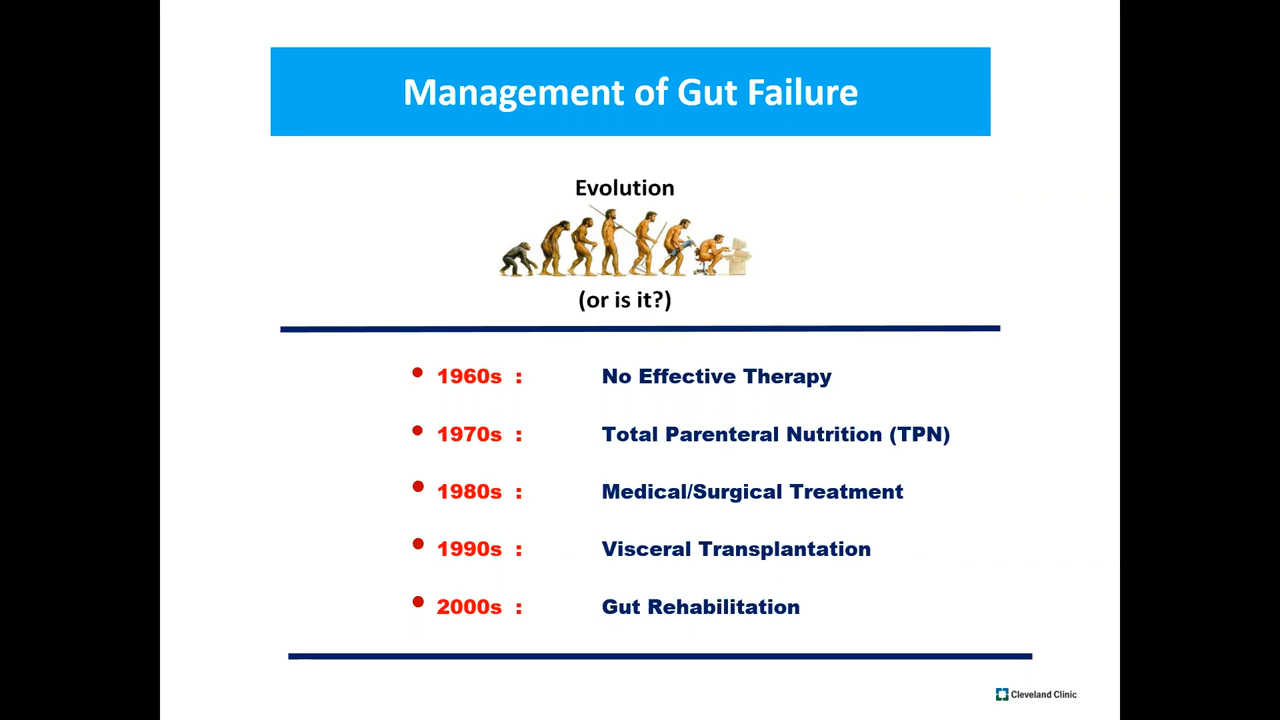 Management of Gut Failure
Evolution
(or is it?)
• 1960s : No Effective Therapy
• 1970s : Total Parenteral Nutrition (TPN)
• 1980s : Medical/Surgical Treatment
• 1990s : Visceral Transplantation
• 2000s : Gut Rehabilitation
Cleveland Clinic